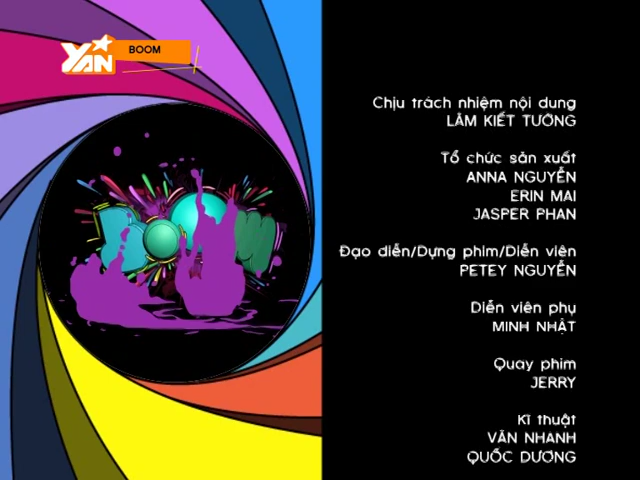 YAN
BOOM
Chịu trách nhiệm nội dung
LÂM KIẾT TƯỜNG
Tổ chức sản xuất
ANNA NGUYỄN
ERIN MAI
JASPER PHAN
Đạo diễn/Dựng phim/Diễn viên
PETEY NGUYỄN
Diễn viên phụ
MINH NHẬT
Quay phim
JERRY
Kĩ thuật
VĂN NHANH
QUỐC DƯƠNG